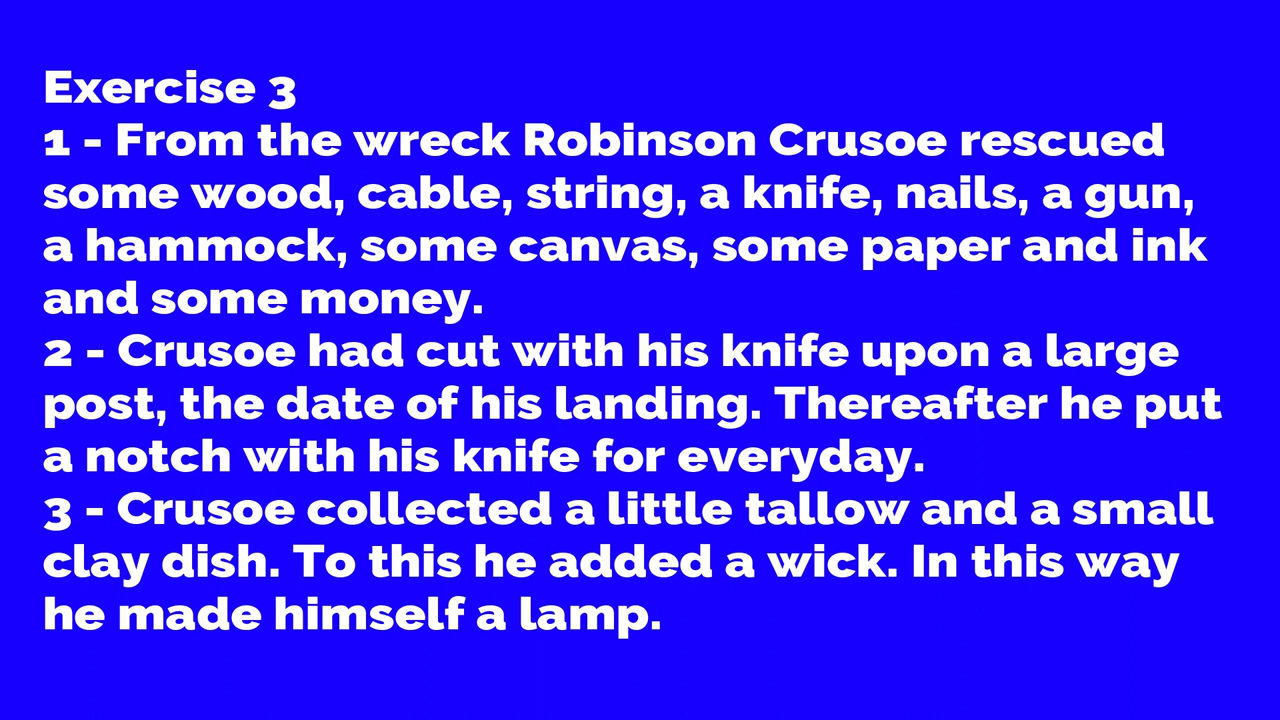 Exercise 3
1 - From the wreck Robinson Crusoe rescued
some wood, cable, string, a knife, nails, a gun,
a hammock, some canvas, some paper and ink
and some money.
2 - Crusoe had cut with his knife upon a large
post, the date of his landing. Thereafter he put
a notch with his knife for everyday.
3 - Crusoe collected a little tallow and a small
clay dish. To this he added a wick. In this way
he made himself a lamp.